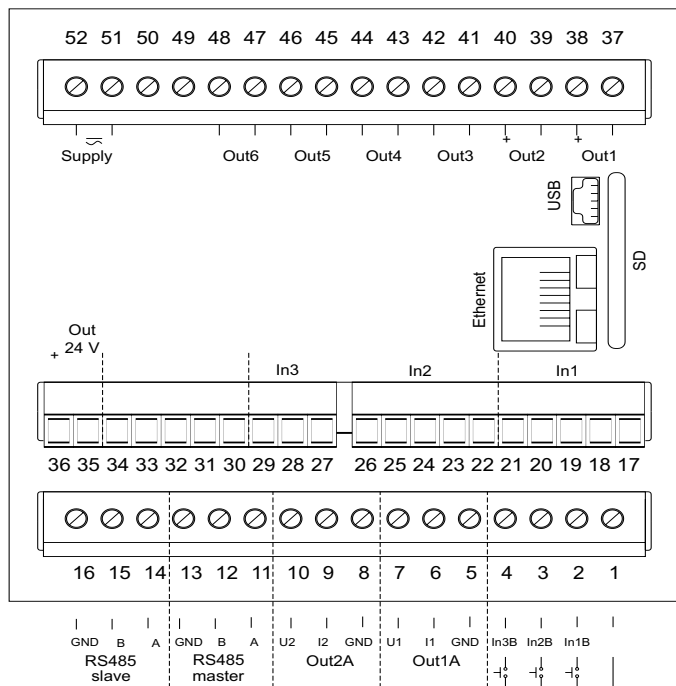 52 51 50 49 48 47 46 45 44 43 42 41 40 39 38 37
+ +
Supply Out6 Out5 Out4 Out3 Out2 Out1
USB
SD
Ethernet
Out
+ 24 V
In3 In2 In1
36 35 34 33 32 31 30 29 28 27 26 25 24 23 22 21 20 19 18 17
16 15 14 13 12 11 10 9 8 7 6 5 4 3 2 1
GND B A GND B A U2 I2 GND U1 I1 GND In3B In2B In1B
RS485 RS485 Out2A Out1A
slave master